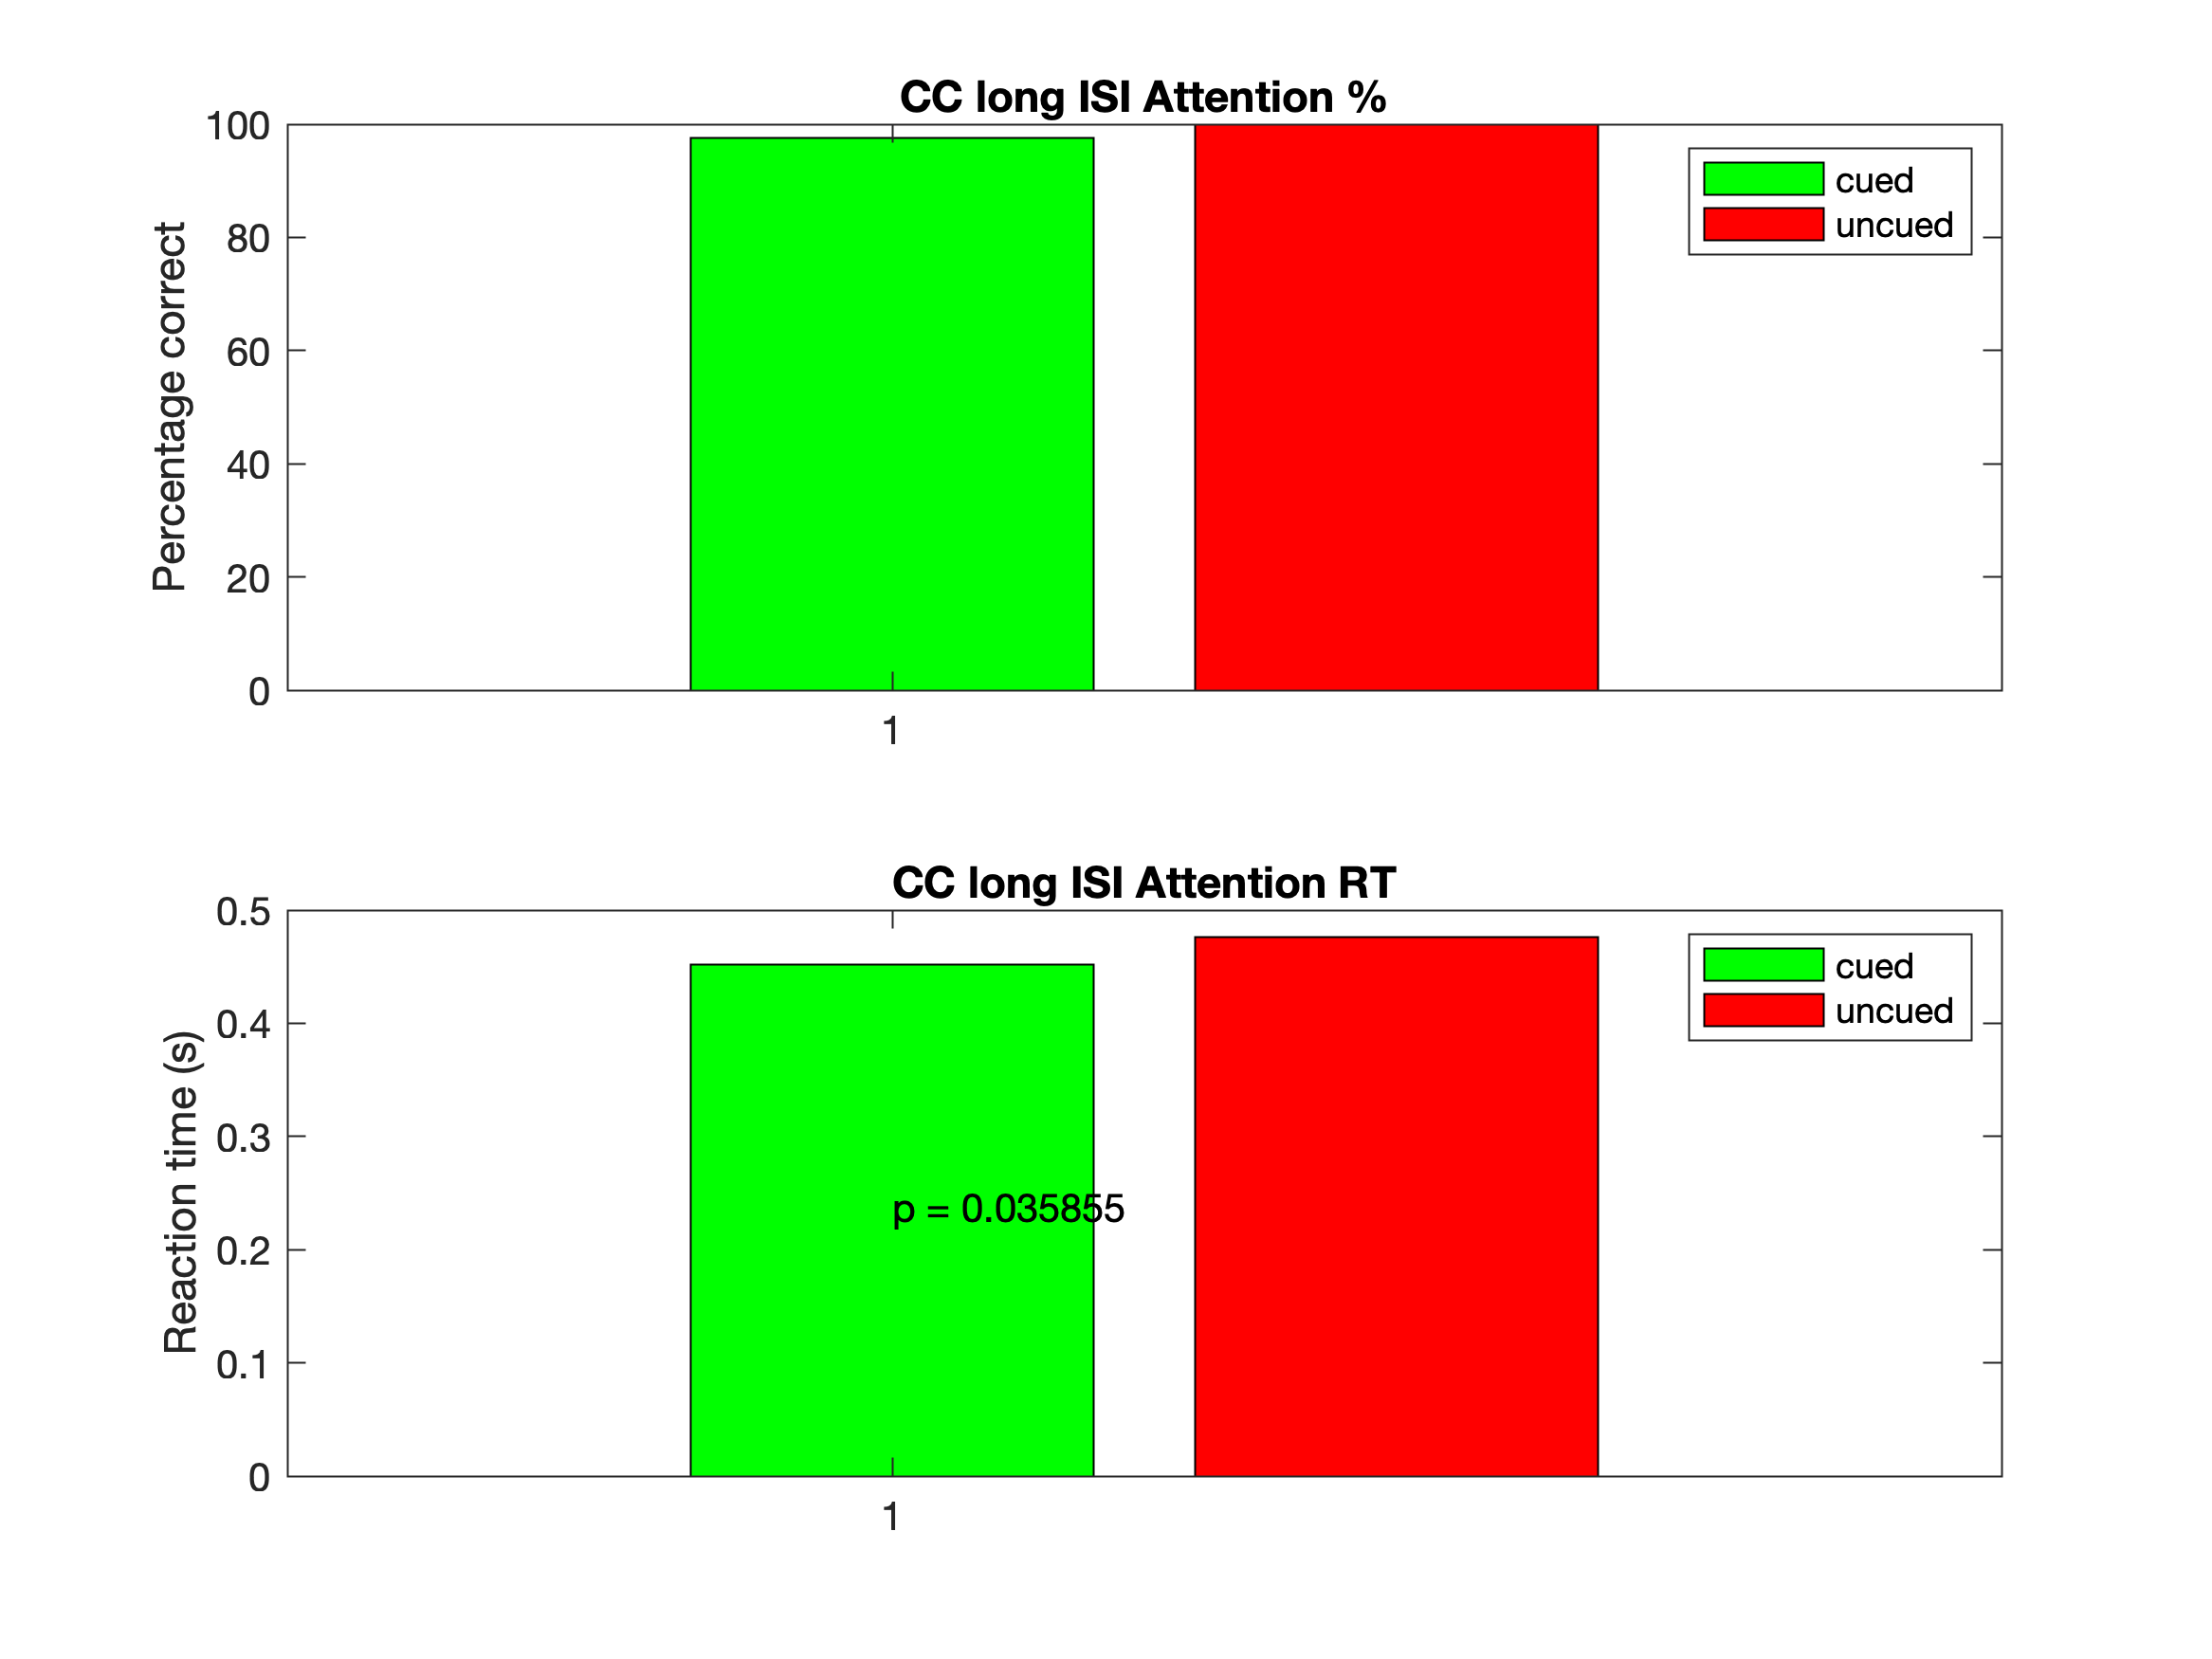 CC long ISI Attention %
Percentage correct
100
80
60
40
20
0
1
cued
uncued
CC long ISI Attention RT
Reaction time (s)
0.5
0.4
0.3
0.2
0.1
0
1
p = 0.035855
cued
uncued